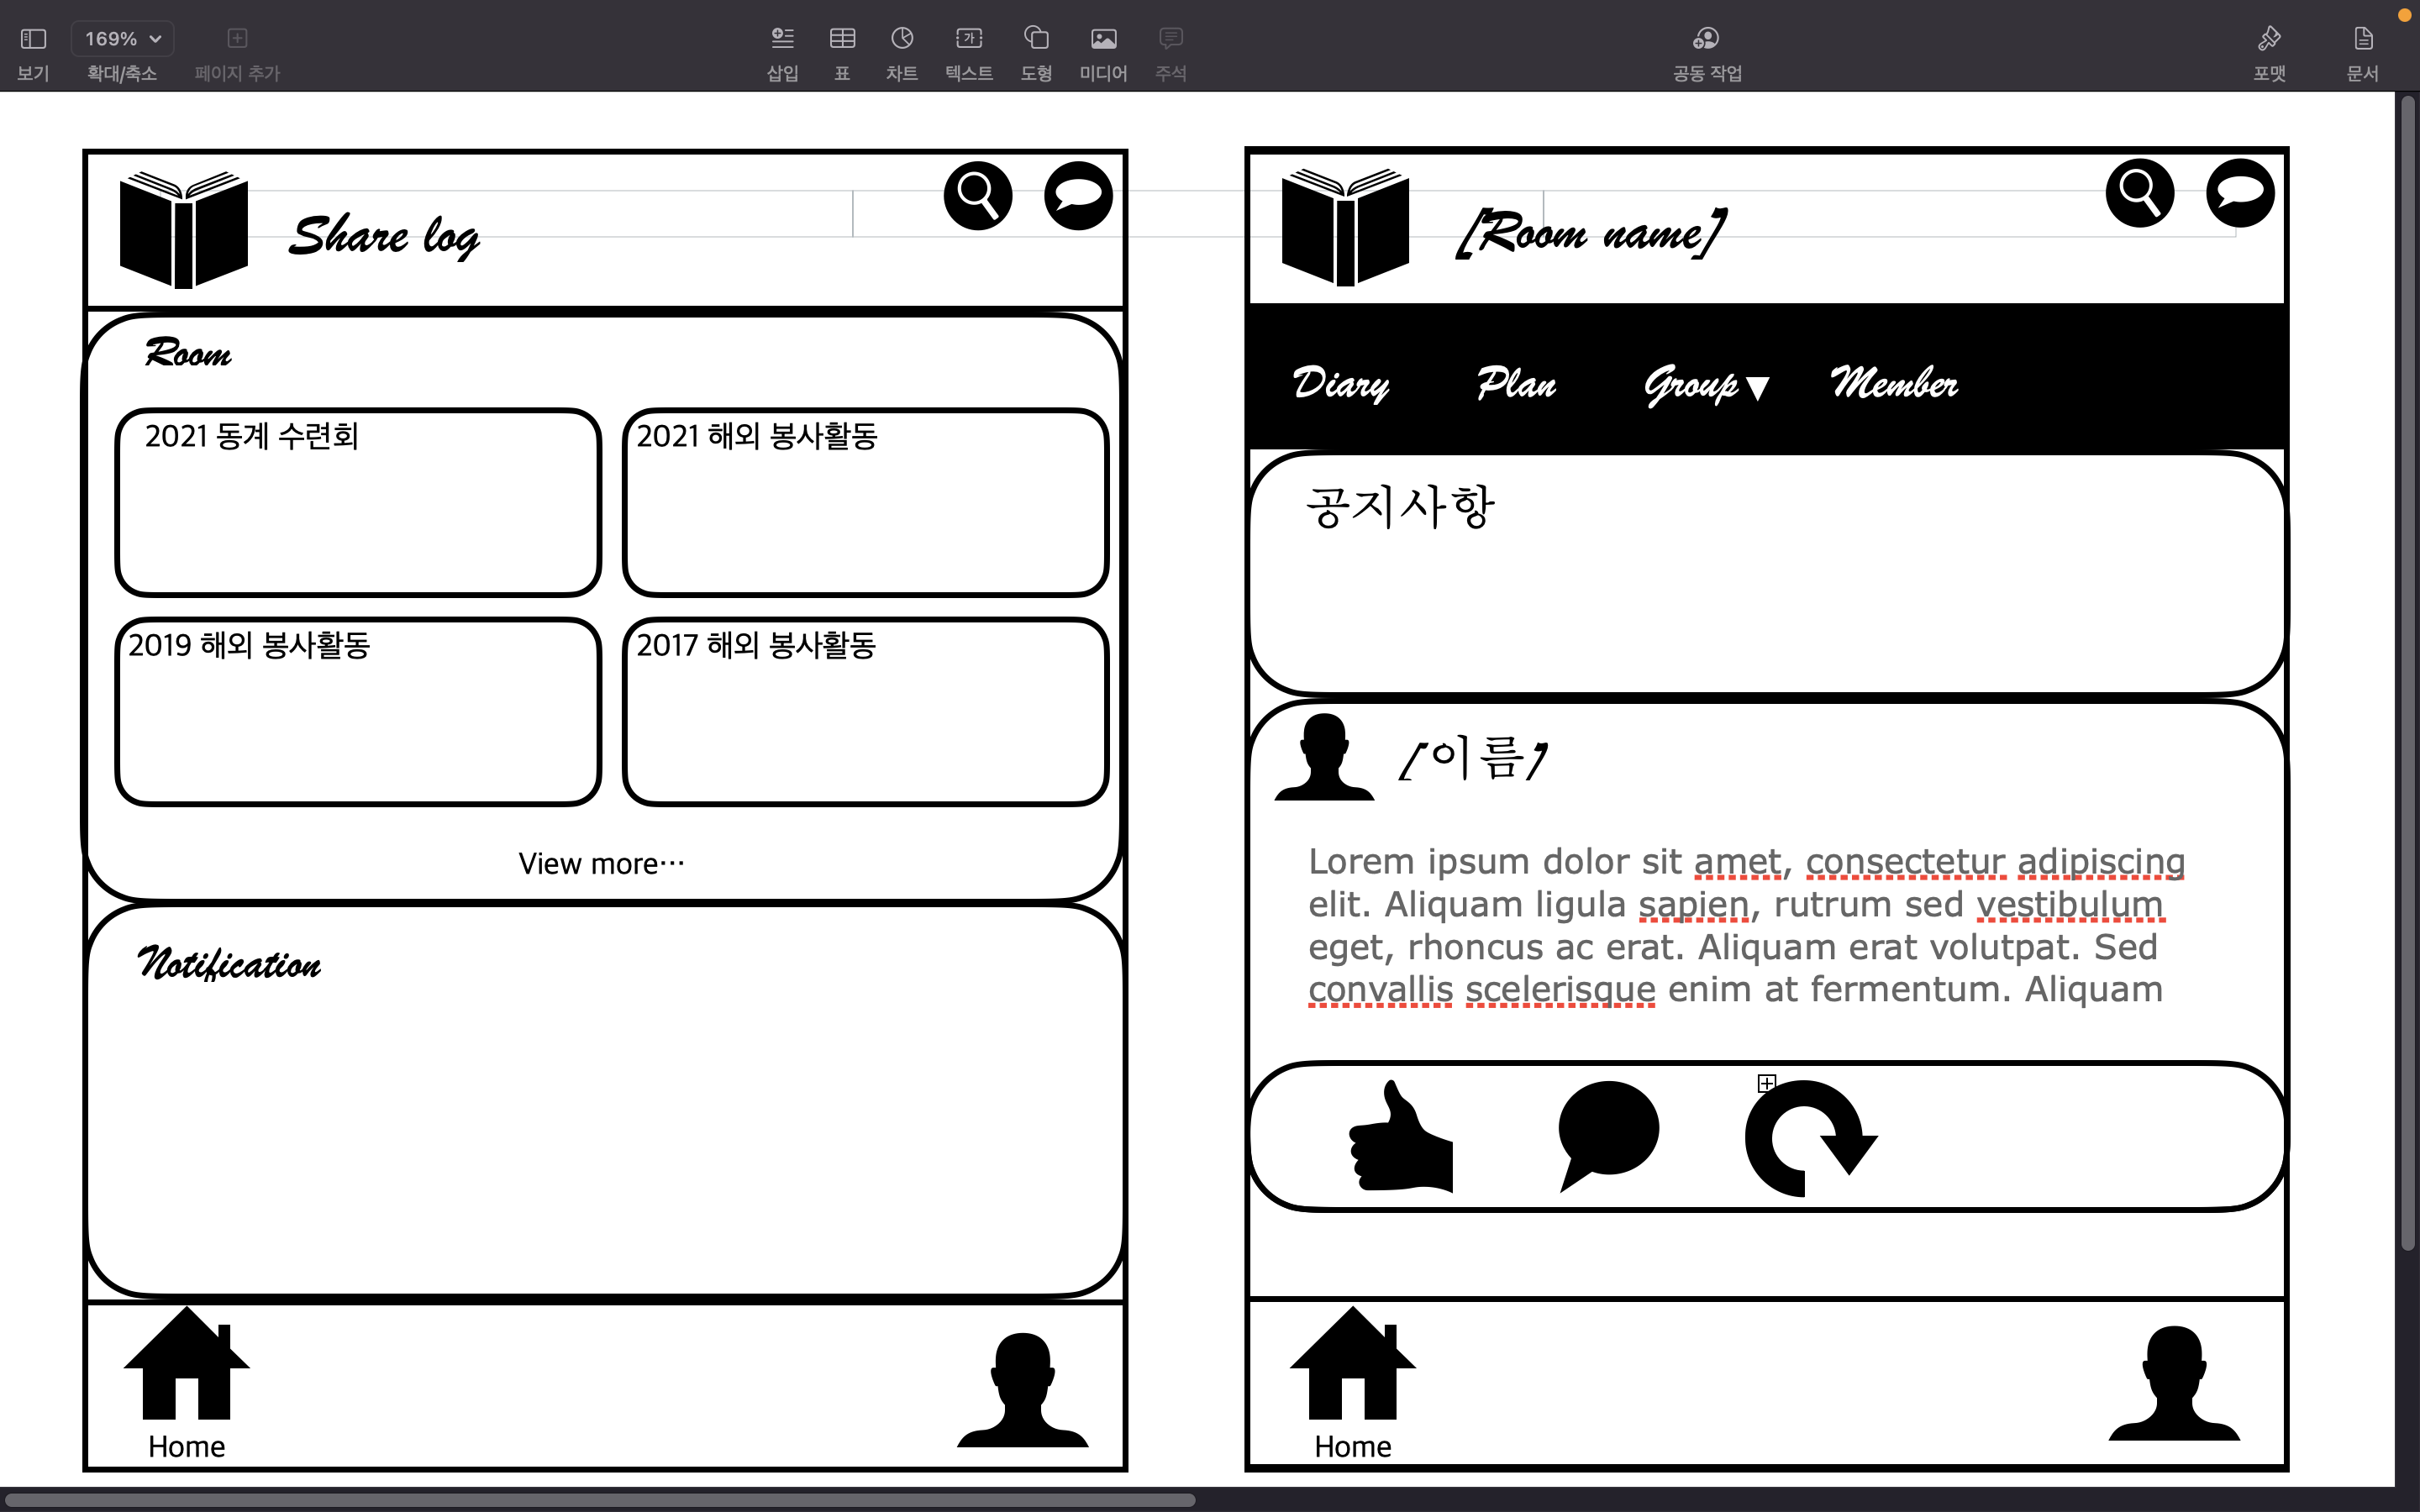 169%
보기
확대/축소
페이지 추가
삽입
표
차트
가
텍스트
도형
미디어
주석
공동 작업
포맷
문서
Share log
Room
2021 동계 수련회
2021 해외 봉사활동
2019 해외 봉사활동
2017 해외 봉사활동
View more…
Notification
Home
[Room name]
Diary Plan Group▼ Member
공지사항
[이름]
Lorem ipsum dolor sit amet, consectetur adipiscing
elit. Aliquam ligula sapien, rutrum sed vestibulum
eget, rhoncus ac erat. Aliquam erat volutpat. Sed
convallis scelerisque enim at fermentum. Aliquam
Home